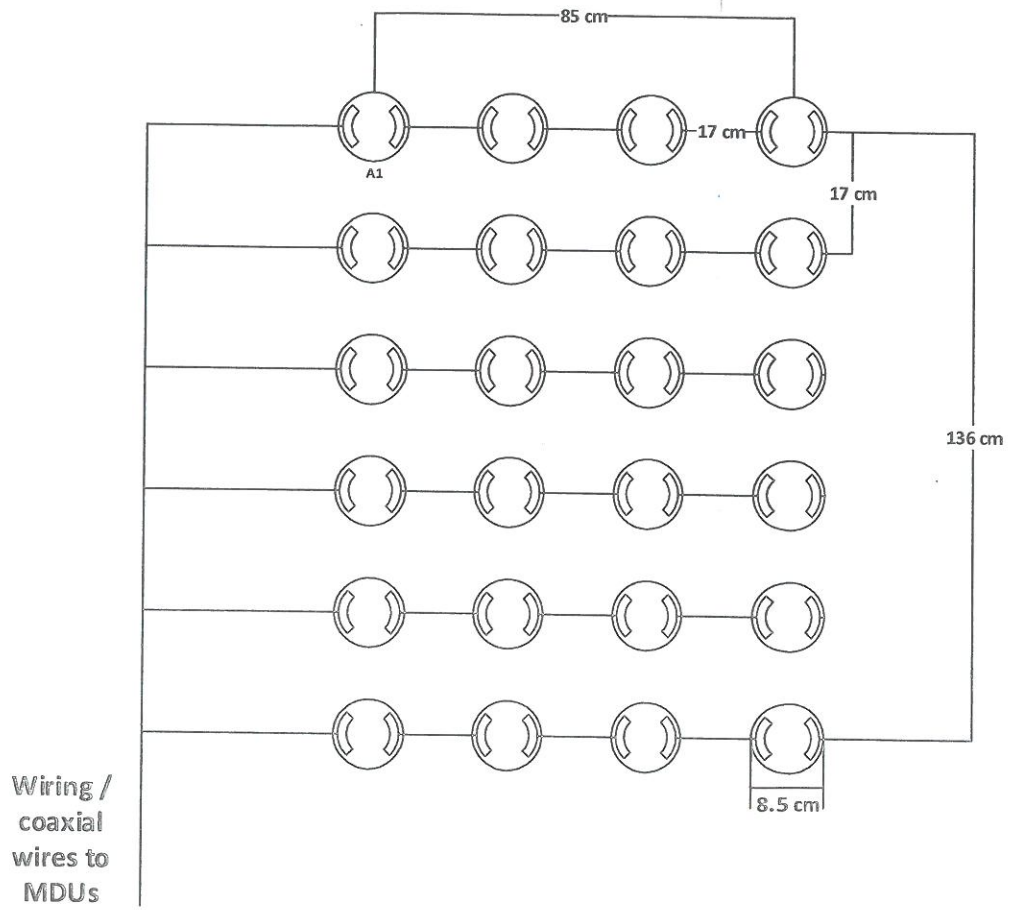 85 cm
17 cm
A1
17 cm
136 cm
8.5 cm
Wiring /
coaxial
wires to
MDUs